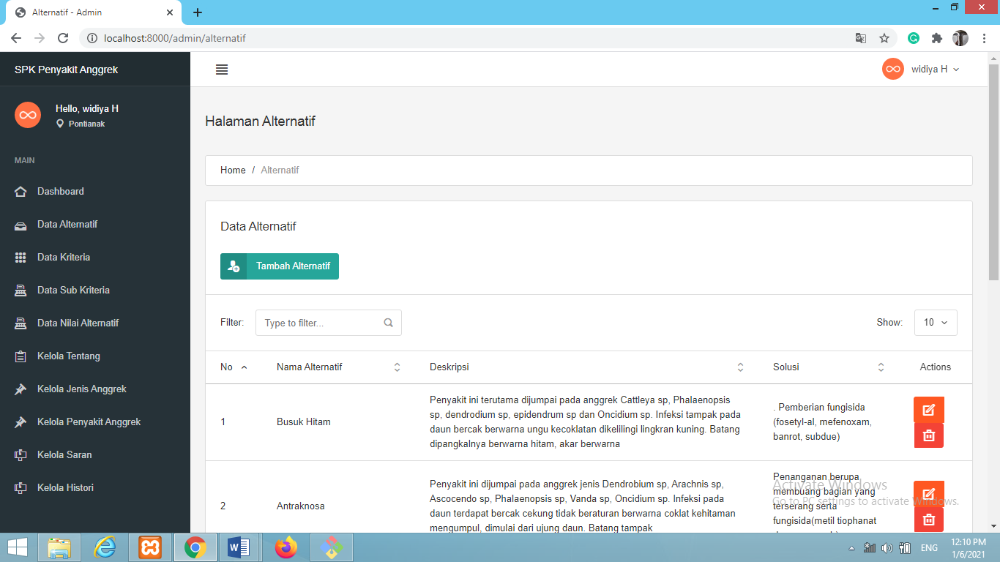 Alternatif - Admin
localhost:8000/admin/alternatif
SPK Penyakit Anggrek
widiya H
Hello, widiya H
Pontianak
MAIN
Dashboard
Data Alternatif
Data Kriteria
Data Sub Kriteria
Data Nilai Alternatif
Kelola Tentang
Kelola Jenis Anggrek
Kelola Penyakit Anggrek
Kelola Saran
Kelola Histori
Halaman Alternatif
Home / Alternatif
Data Alternatif
Tambah Alternatif
Filter: Type to filter... Show: 10
No Nama Alternatif Deskripsi Solusi Actions
1 Busuk Hitam
Penyakit ini terutama dijumpai pada anggrek Cattleya sp, Phalaenopsis
sp, dendrodium sp, epidendrum sp dan Oncidium sp. Infeksi tampak pada
daun bercak berwarna ungu kecoklatan dikelilingi lingkran kuning. Batang
dipangkalnya berwarna hitam, akar berwarna
. Pemberian fungisida
(fosetyl-al, mefenoxam,
banrot, subdue)
2 Antraknosa
Penyakit ini dijumpai pada anggrek jenis Dendrobium sp, Arachnis sp,
Ascocendo sp, Phalaenopsis sp, Vanda sp, Oncidium sp. Infeksi pada
daun terdapat bercak cekung tidak beraturan berwarna coklat kehitaman
mengumpul, dimulai dari ujung daun. Batang tampak
Penanganan berupa
membuang bagian yang
terserang serta
fungisida(metil tiophanat
Activate Windows
Go to PC settings to activate Windows.
ENG
12:10 PM
1/6/2021